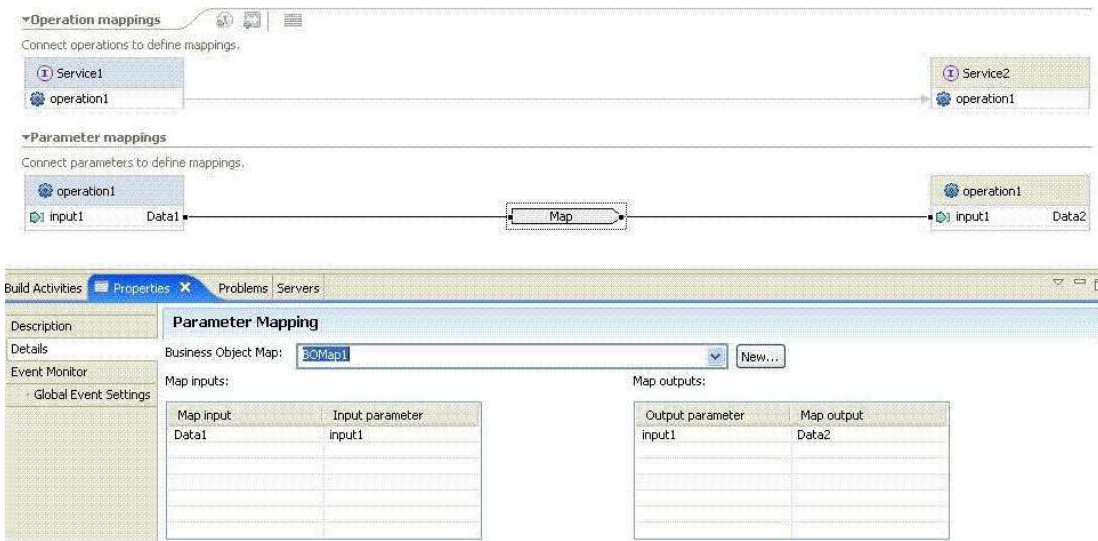 Operation mappings
Connect operations to define mappings.
Service1
Service2
operation1
operation1
Parameter mappings
Connect parameters to define mappings.
operation1
operation1
input1 Data1
Map
input1 Data2
Build Activities Properties X Problems Servers
Description
Details
Event Monitor
Global Event Settings
Parameter Mapping
Business Object Map: BOMap1 New...
Map inputs:
Map outputs:
Map input Input parameter
Data1 input1
Output parameter Map output
input1 Data2